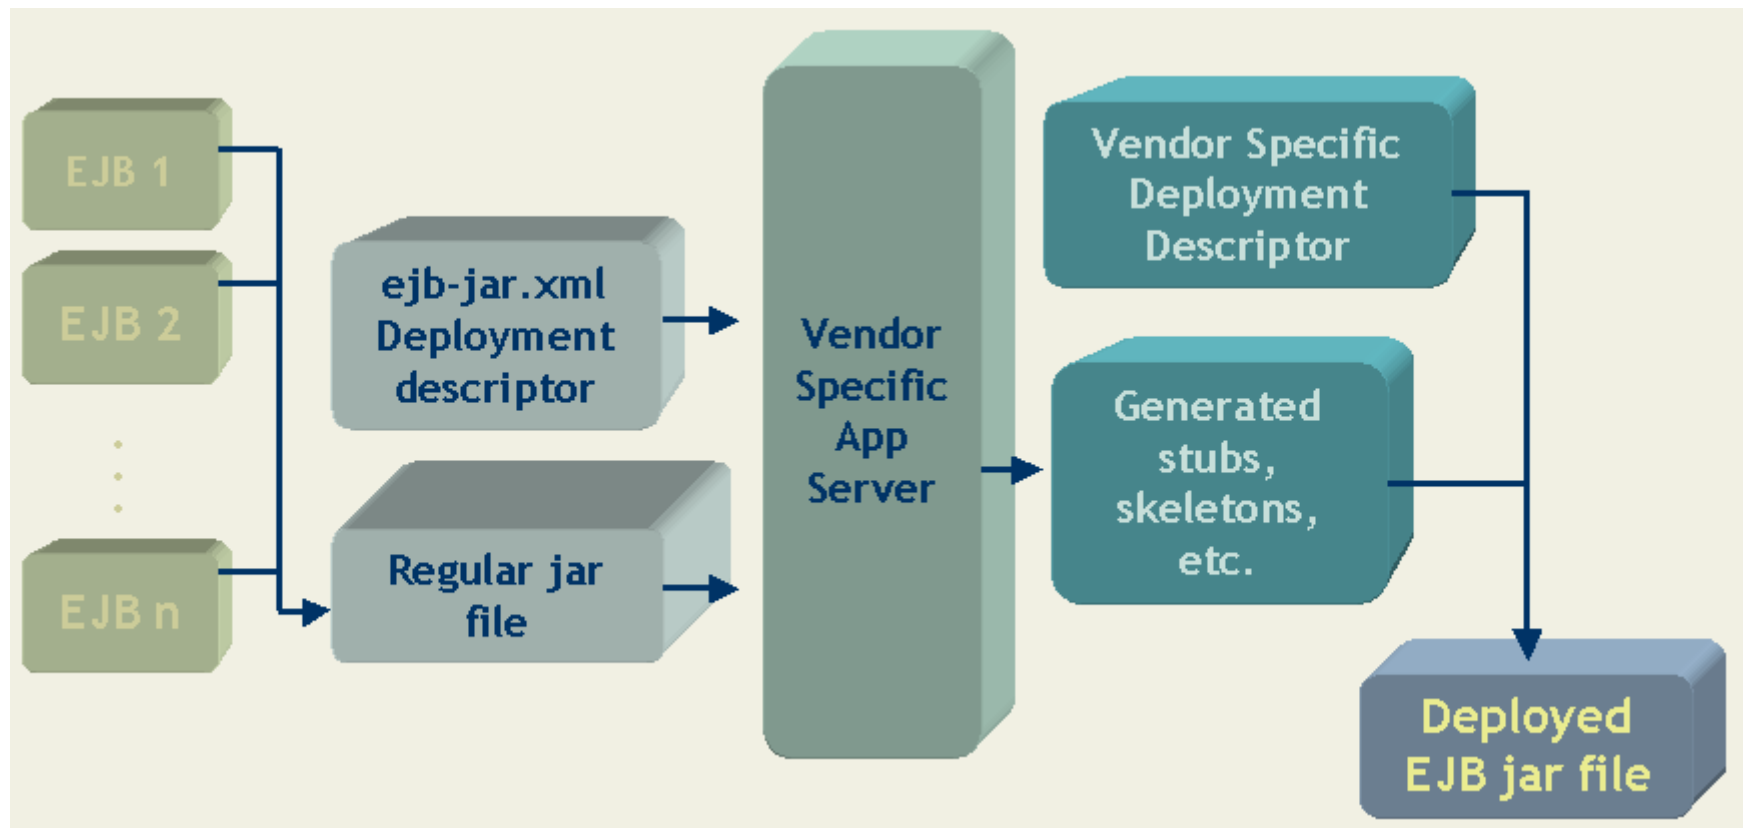 EJB 1
EJB 2
EJB n
ejb-jar.xml
Deployment
descriptor
Regular jar
file
Vendor
Specific
App
Server
Vendor Specific
Deployment
Descriptor
Generated
stubs,
skeletons,
etc.
Deployed
EJB jar file